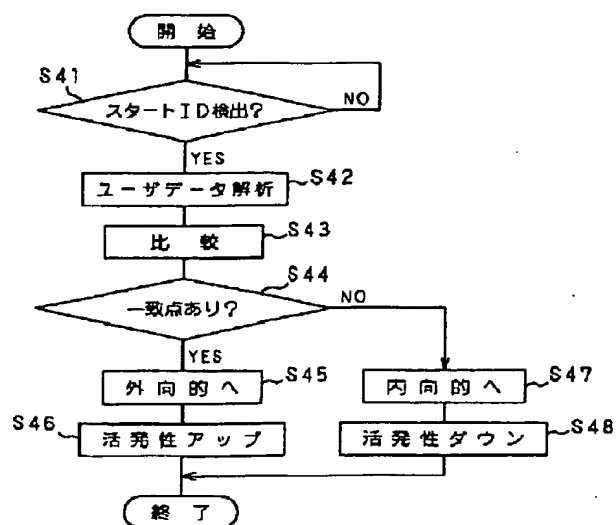 開始
S41
スタートID検出?
NO
YES
ユーザデータ解析
S42
比較
S43
S44
一致点あり?
NO
YES
外向的へ
S45
内向的へ
S47
S46
活発性アップ
活発性ダウン
S48
終了